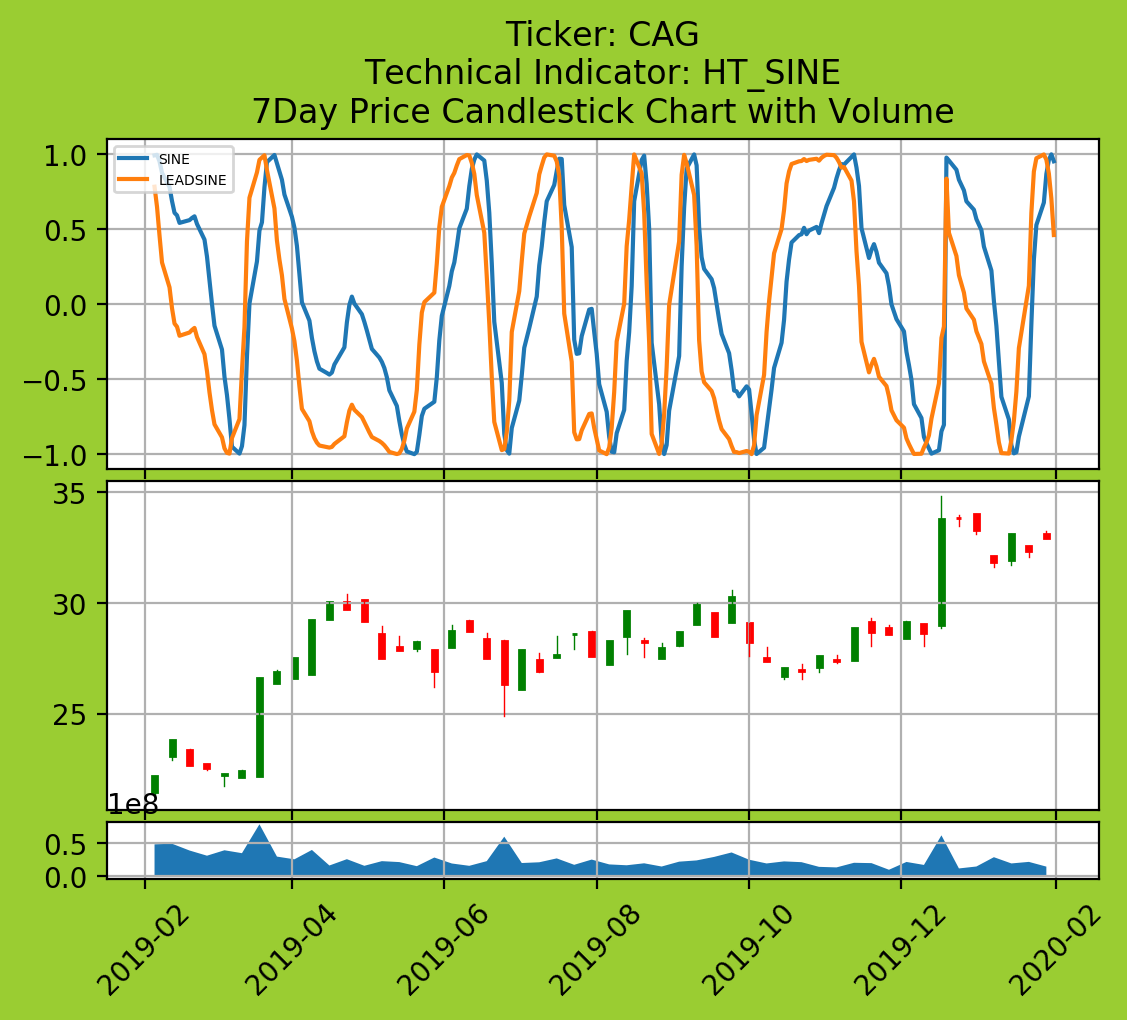 Ticker: CAG
Technical Indicator: HT_SINE
7Day Price Candlestick Chart with Volume
SINE
LEADSINE
1.0
0.5
0.0
−0.5
−1.0
35
30
25
1e8
0.5
0.0
2019-02
2019-04
2019-06
2019-08
2019-10
2019-12
2020-02